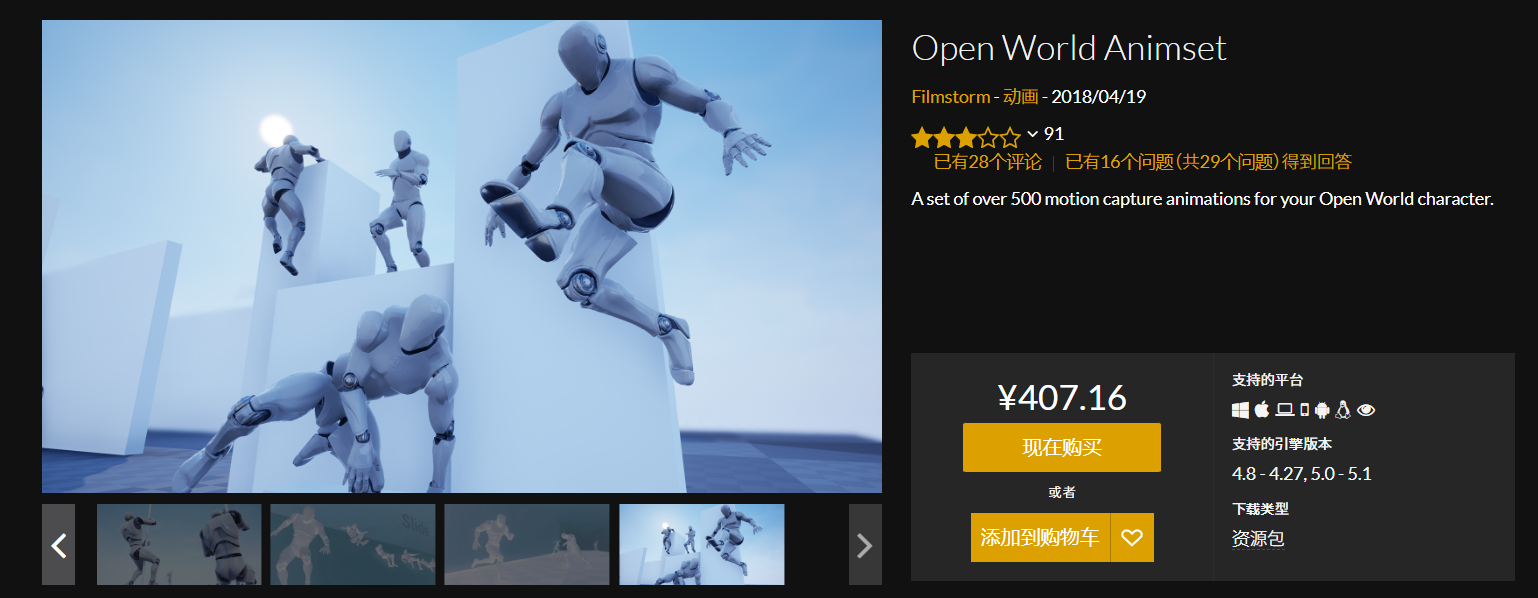 Open World Animset
Filmstorm - 动画 - 2018/04/19
91
已有28个评论 | 已有16个问题(共29个问题)得到回答
A set of over 500 motion capture animations for your Open World character.
¥407.16
现在购买
或者
添加到购物车
支持的平台
支持的引擎版本
4.8 - 4.27, 5.0 - 5.1
下载类型
资源包
Slide